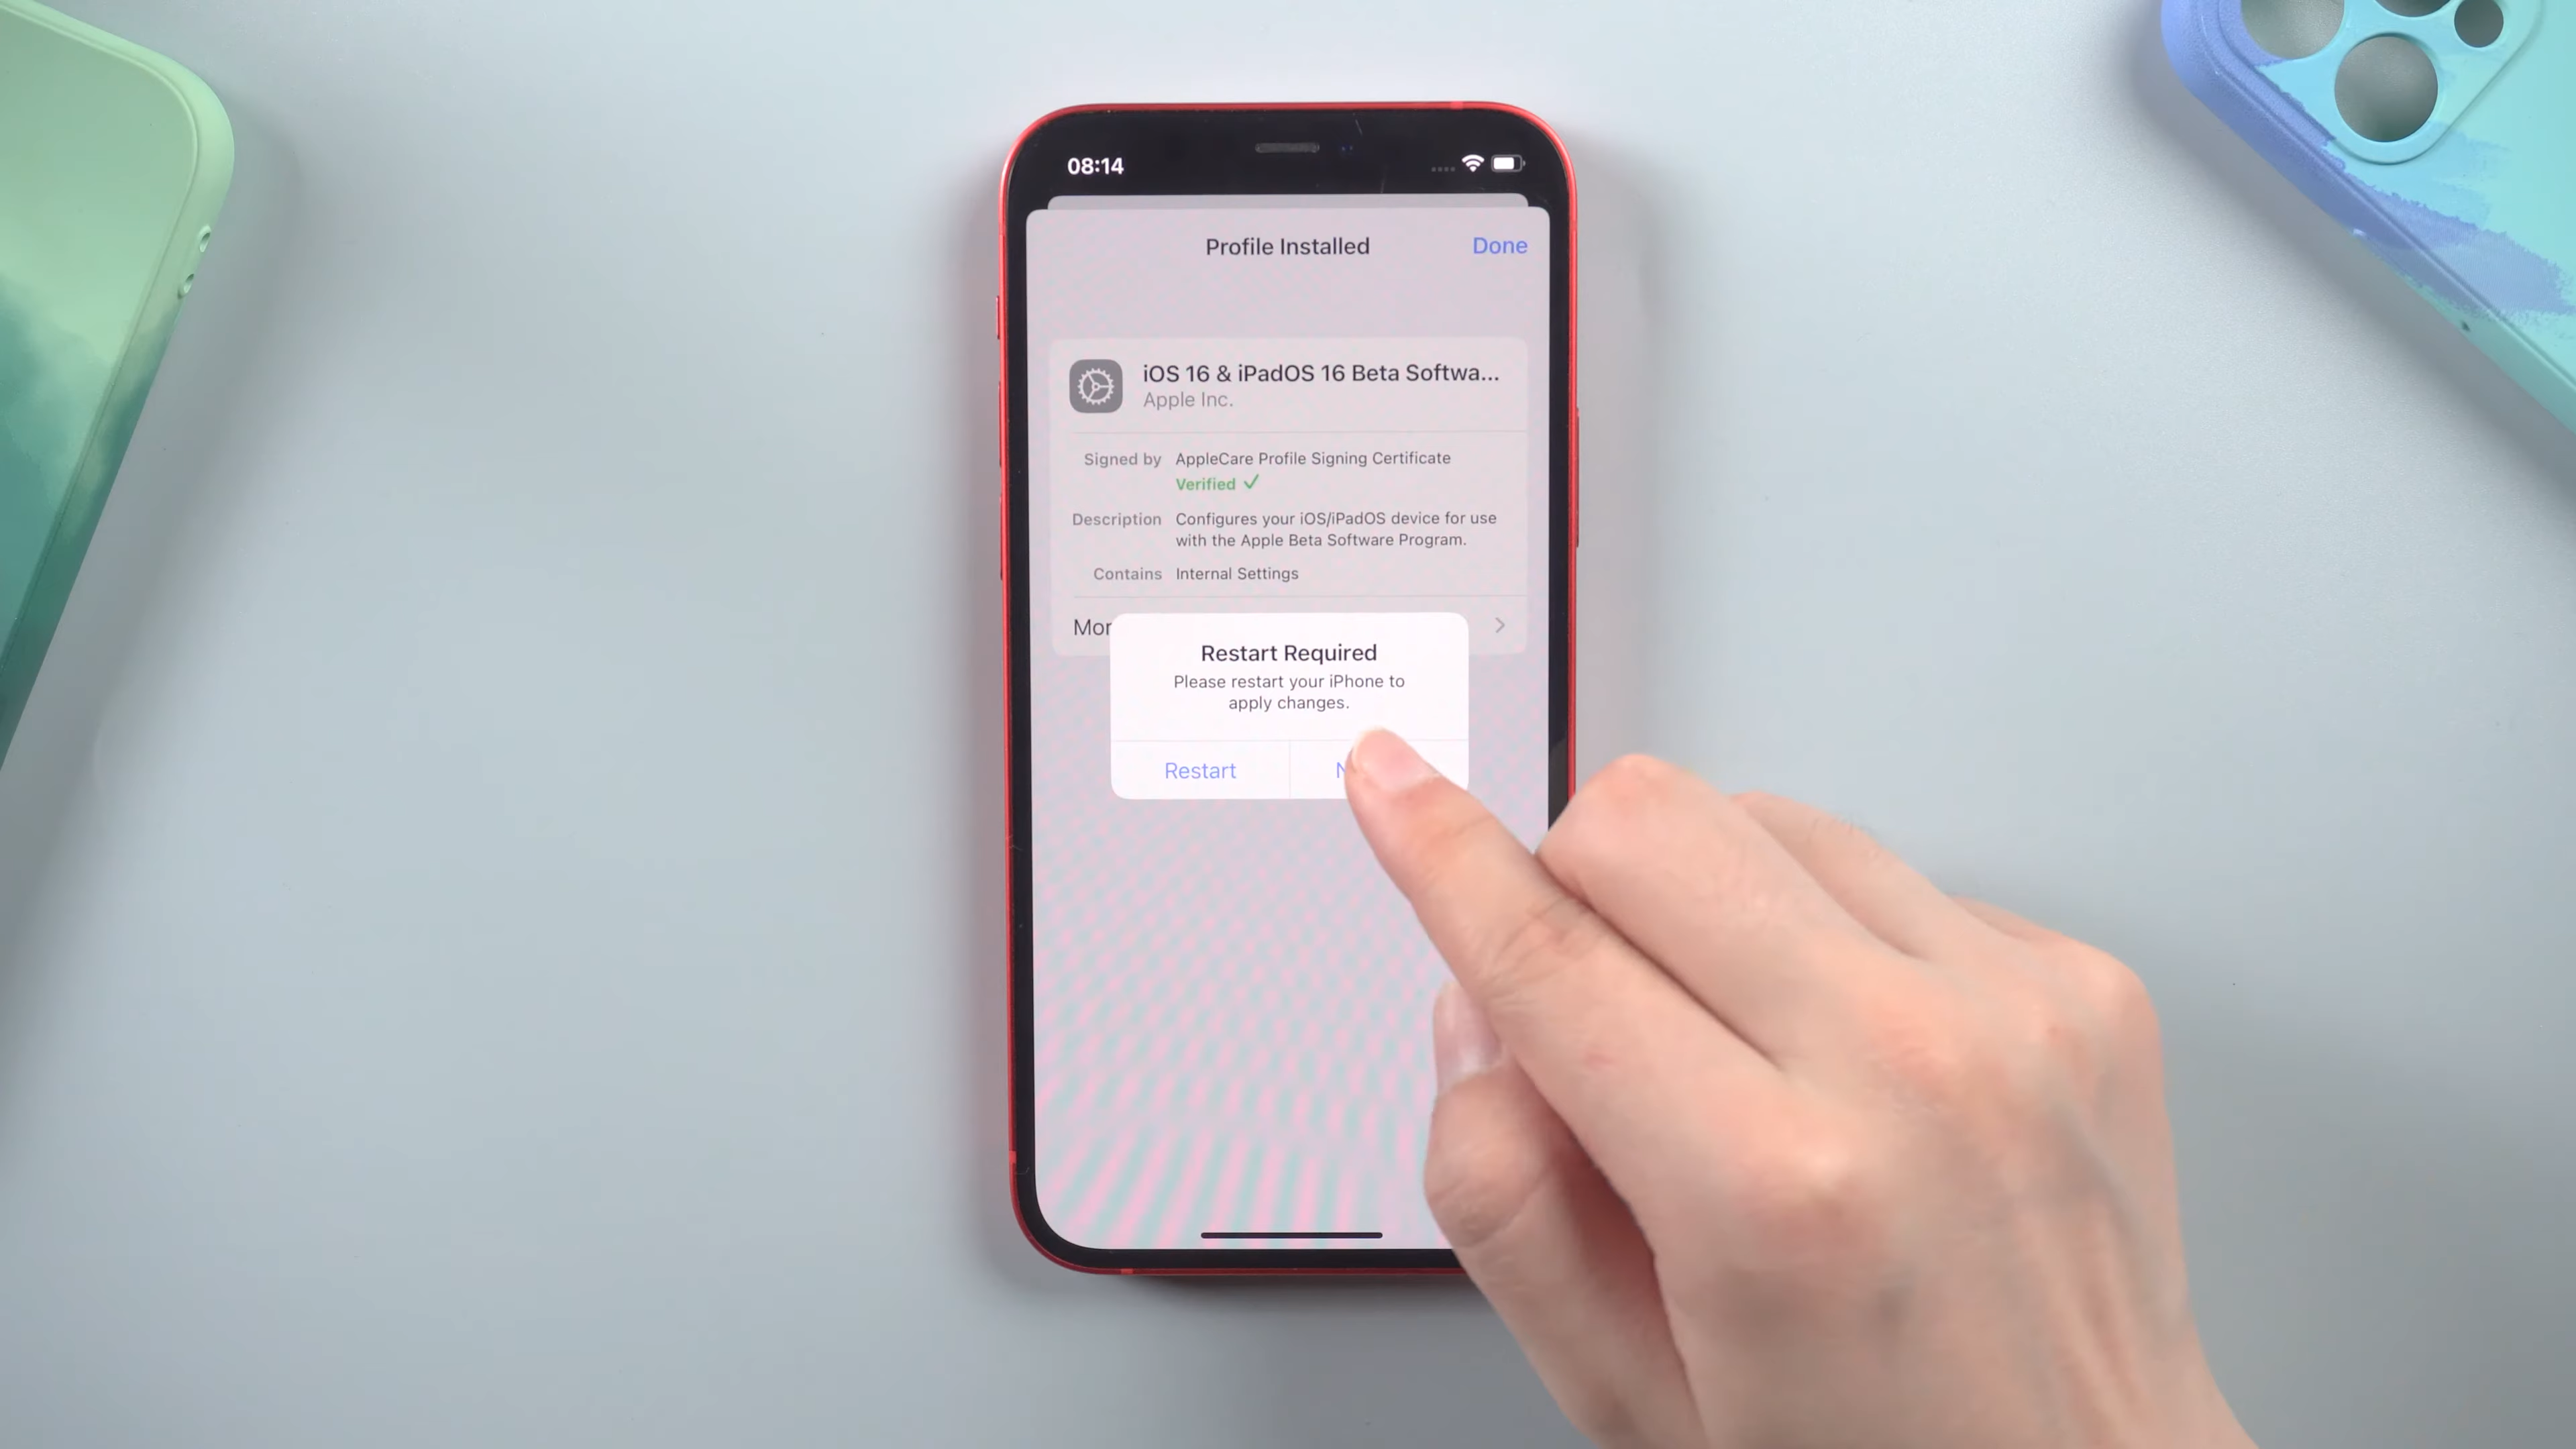 08:14
Profile Installed
Done
iOS 16 & iPadOS 16 Beta Softwa...
Apple Inc.
Signed by AppleCare Profile Signing Certificate
Verified ✓
Description Configures your iOS/iPadOS device for use
with the Apple Beta Software Program.
Contains Internal Settings
Restart Required
Please restart your iPhone to
apply changes.
Restart